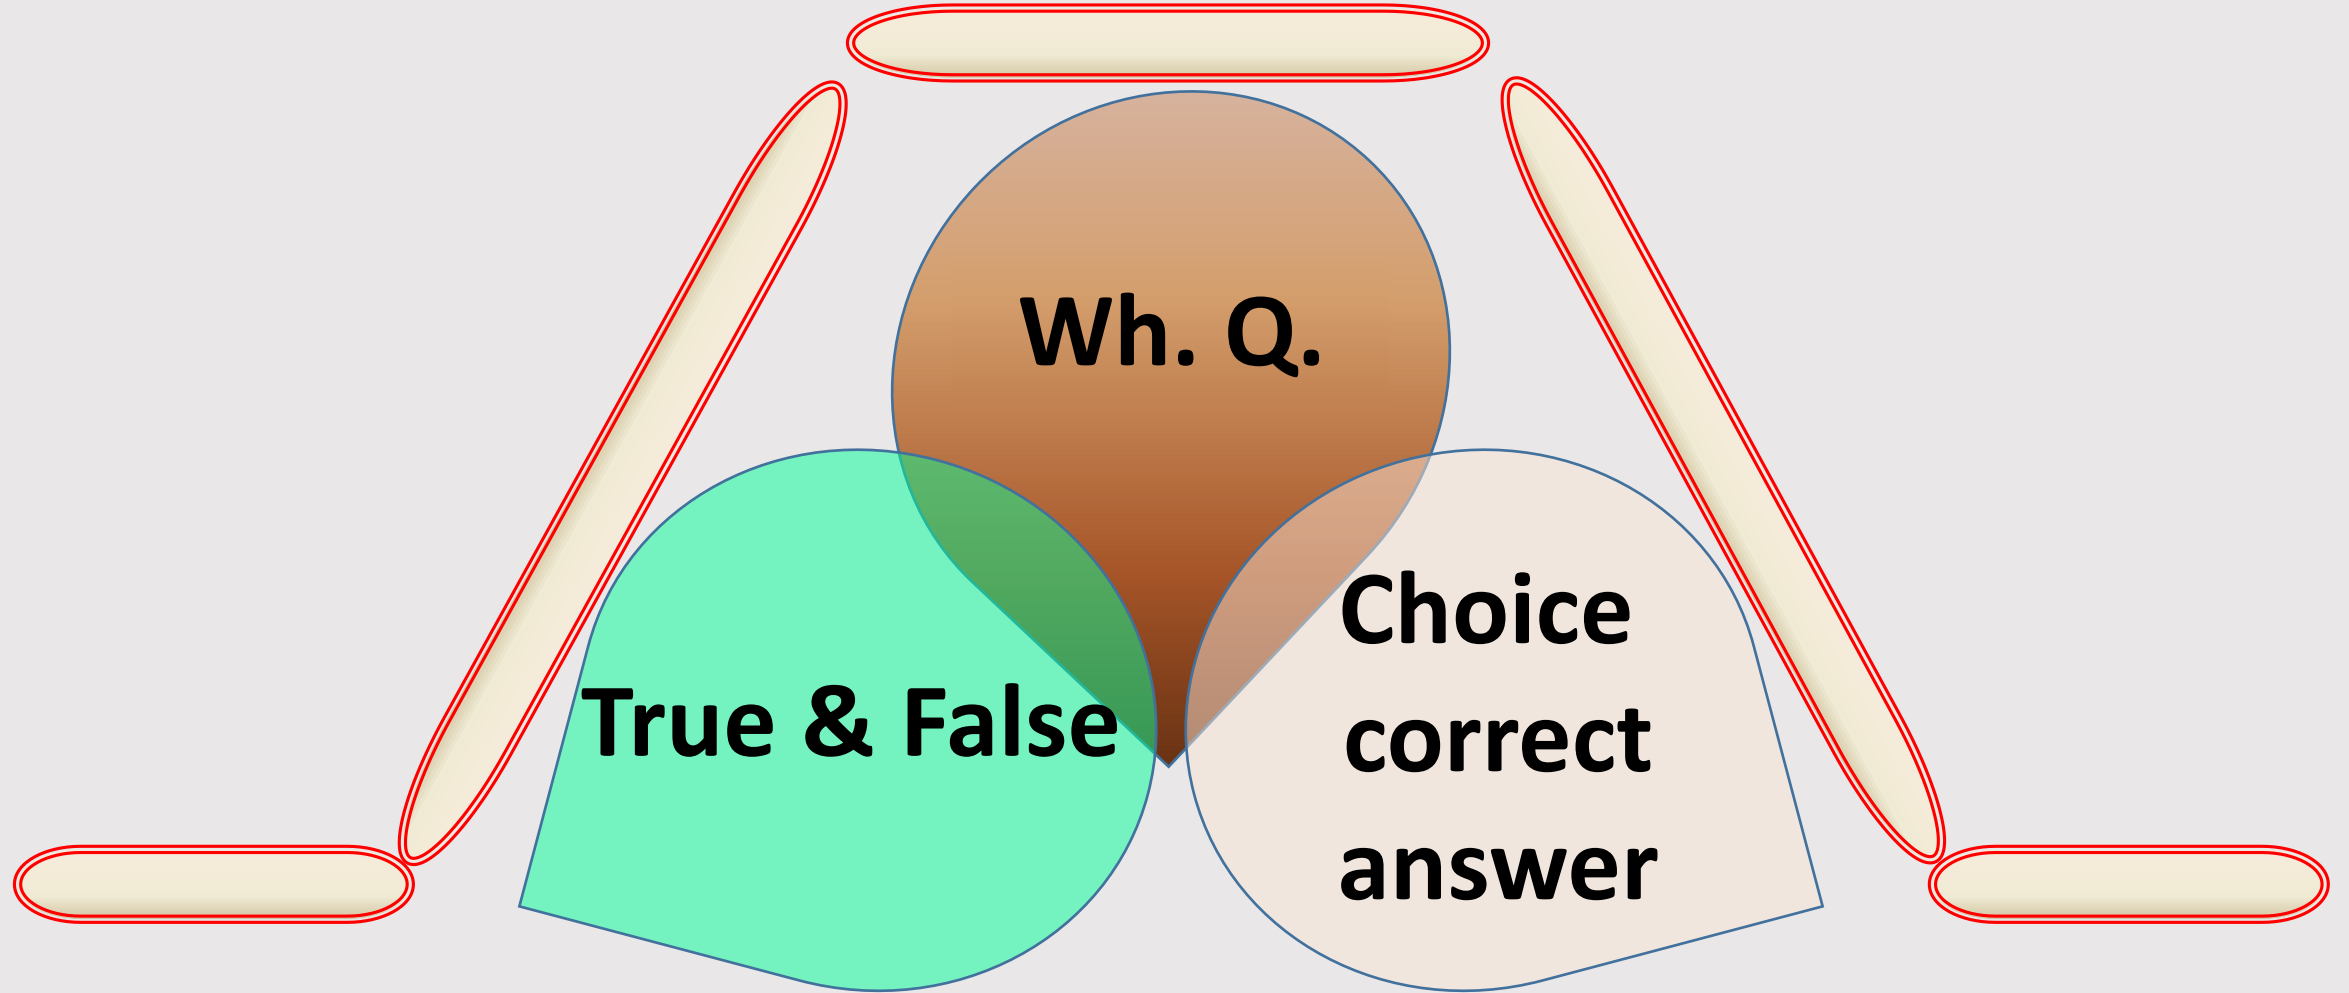 Wh. Q.
True & False
Choice
correct
answer